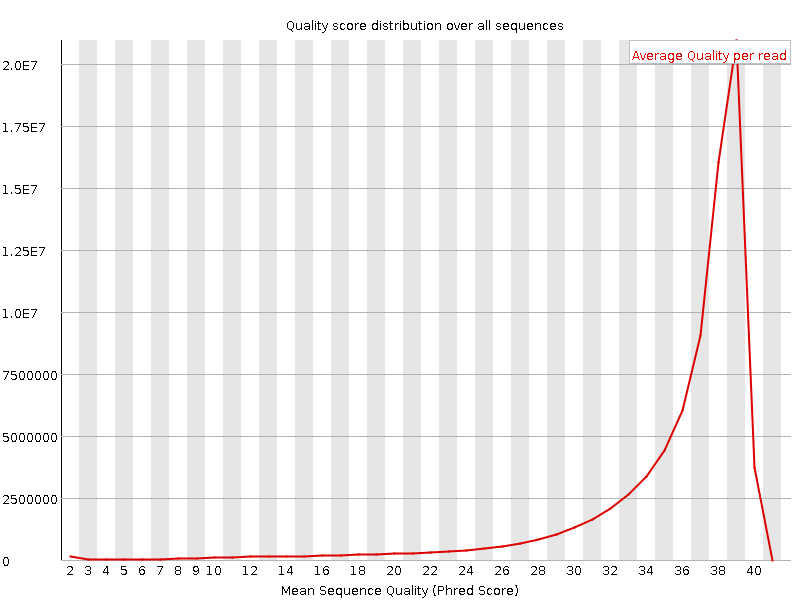 Quality score distribution over all sequences
Average Quality per read
2.0E7
1.75E7
1.5E7
1.25E7
1.0E7
7500000
5000000
2500000
0
2 3 4 5 6 7 8 9 10 12 14 16 18 20 22 24 26 28 30 32 34 36 38 40
Mean Sequence Quality (Phred Score)